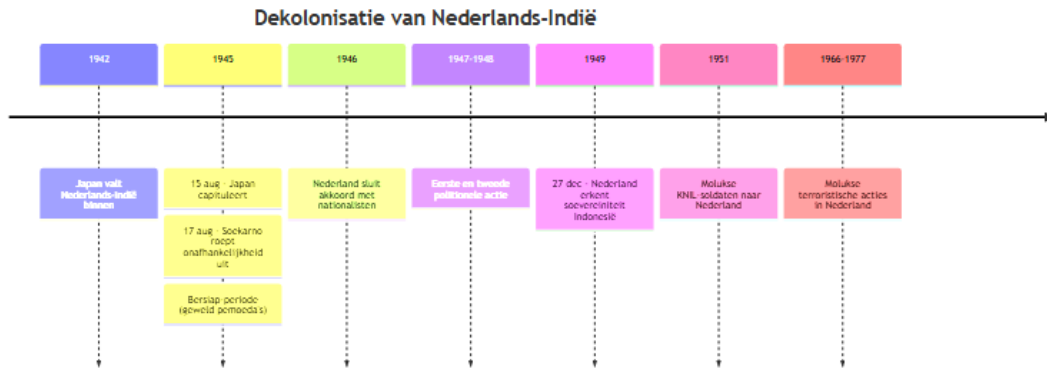 Dekolonisatie van Nederlands-Indië
1942
1945
1946
1947-1948
1949
1951
1966-1977
Japan valt
Nederlands-Indië
binnen
15 aug - Japan
capituleert
17 aug - Soekarno
roept
onafhankelijkheid
uit
Bersiap-periode
(geweld pemoeda's)
Nederland sluit
akkoord met
nationalisten
Eerste en tweede
politionele actie
27 dec - Nederland
erkent
soevereiniteit
Indonesië
Molukse
KNIL-soldaten naar
Nederland
Molukse
terroristische acties
in Nederland